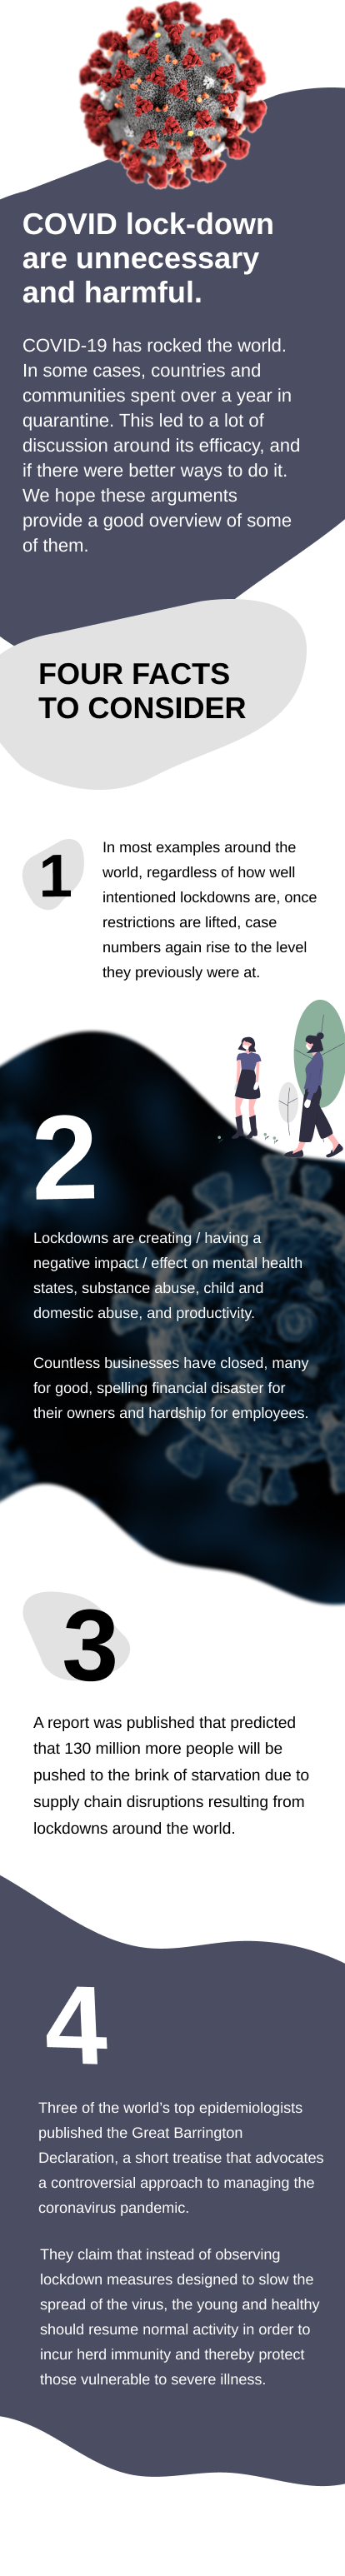 COVID lock-down
are unnecessary
and harmful.
COVID-19 has rocked the world.
In some cases, countries and
communities spent over a year in
quarantine. This led to a lot of
discussion around its efficacy, and
if there were better ways to do it.
We hope these arguments
provide a good overview of some
of them.
FOUR FACTS
TO CONSIDER
1
In most examples around the
world, regardless of how well
intentioned lockdowns are, once
restrictions are lifted, case
numbers again rise to the level
they previously were at.
2
Lockdowns are creating / having a
negative impact / effect on mental health
states, substance abuse, child and
domestic abuse, and productivity.
Countless businesses have closed, many
for good, spelling financial disaster for
their owners and hardship for employees.
3
A report was published that predicted
that 130 million more people will be
pushed to the brink of starvation due to
supply chain disruptions resulting from
lockdowns around the world.
4
Three of the world's top epidemiologists
published the Great Barrington
Declaration, a short treatise that advocates
a controversial approach to managing the
coronavirus pandemic.
They claim that instead of observing
lockdown measures designed to slow the
spread of the virus, the young and healthy
should resume normal activity in order to
incur herd immunity and thereby protect
those vulnerable to severe illness.